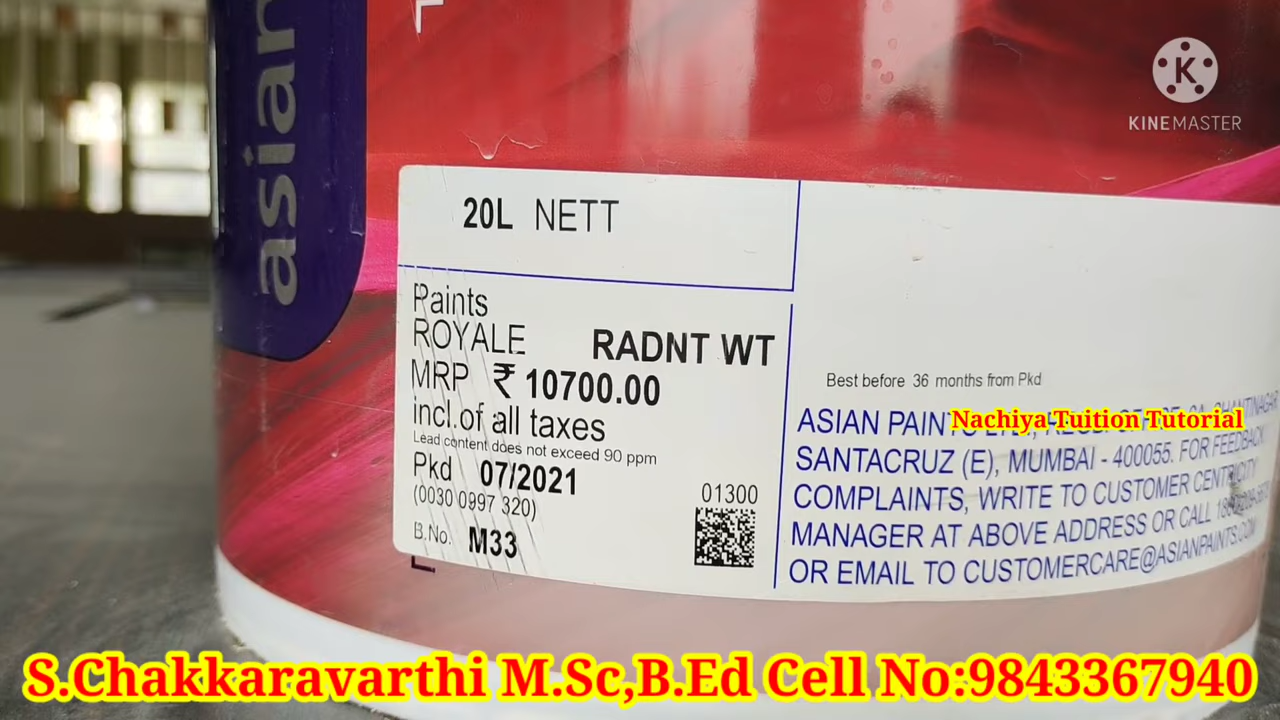 asian
KINEMASTER
20L NETT
Paints
ROYALE RADNT WT
MRP ₹ 10700.00
incl.of all taxes
Lead content does not exceed 90 ppm
Pkd 07/2021
(0030 0997 320)
B.No. M33
01300
Best before 36 months from Pkd
ASIAN
Nachiya Tuition Tutorial
SANTACRUZ (E), MUMBAI - 400055. FOR FEEDBACK
COMPLAINTS, WRITE TO CUSTOMER CENTRICITY
MANAGER AT ABOVE ADDRESS OR CALL
OR EMAIL TO CUSTOMERCARE@ASIANPAINTS.COM
S.Chakkaravarthi M.Sc,B.Ed Cell No:9843367940